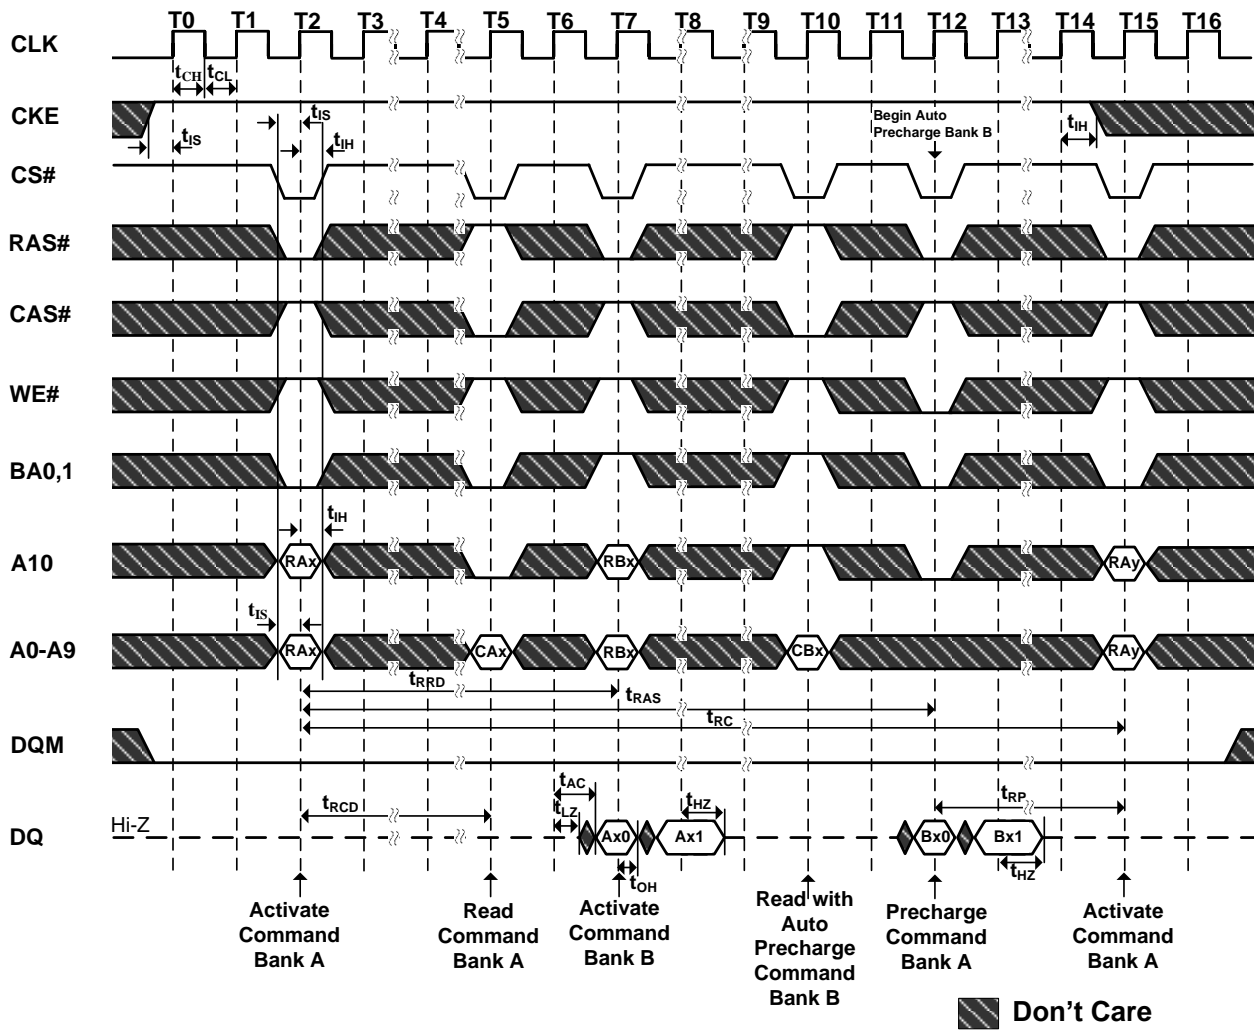 T0 T1 T2 T3 T4 T5 T6 T7 T8 T9 T10 T11 T12 T13 T14 T15 T16
CLK
tCH tCL
CKE
tIS
tIS
tIH
Begin Auto
Precharge Bank B
tIH
CS#
RAS#
CAS#
WE#
BA0,1
tIH
A10
RAx RBx RAy
tIS
A0-A9
RAx CAx RBx CBx RAy
tRRD
tRAS
tRC
DQM
tRCD
tAC
tLZ
tHZ
tRP
Hi-Z
DQ
Ax0 Ax1 Bx0 Bx1
tOH
tHZ
Activate
Command
Bank A
Read
Command
Bank A
Activate
Command
Bank B
Read with
Auto
Precharge
Command
Bank B
Precharge
Command
Bank A
Activate
Command
Bank A
Don't Care